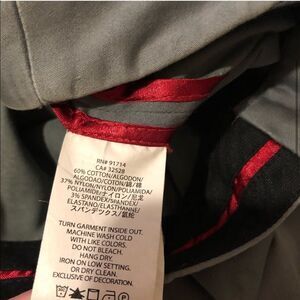 RN# 91714
CA# 32528
60% COTTON/ALGODON/
ALGODAO/COTON/綿/棉
37% NYLON/NYLON/POLIAMIDA/
POLIAMIDE/ナイロン/尼龙
3% SPANDEX/SPANDEX/
ELASTANO/ELASTHANNE/
スパンデックス/氨纶
TURN GARMENT INSIDE OUT.
MACHINE WASH COLD
WITH LIKE COLORS.
DO NOT BLEACH.
HANG DRY.
IRON ON LOW SETTING.
OR DRY CLEAN.
EXCLUSIVE OF DECORATION.